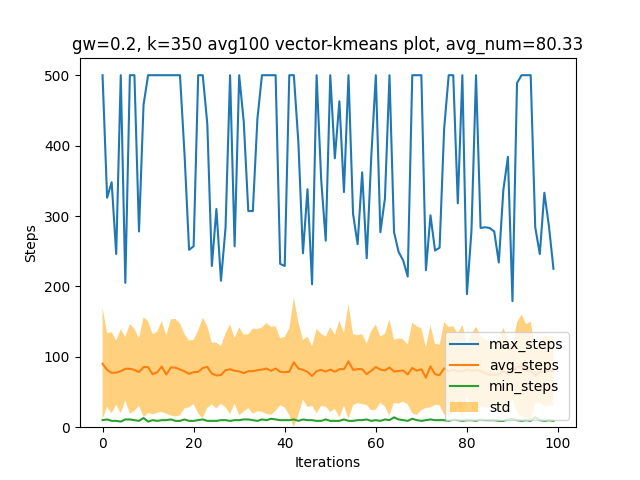 gw=0.2, k=350 avg100 vector-kmeans plot, avg_num=80.33
500
400
300
200
100
0
Steps
max_steps
avg_steps
min_steps
std
0 20 40 60 80 100
Iterations